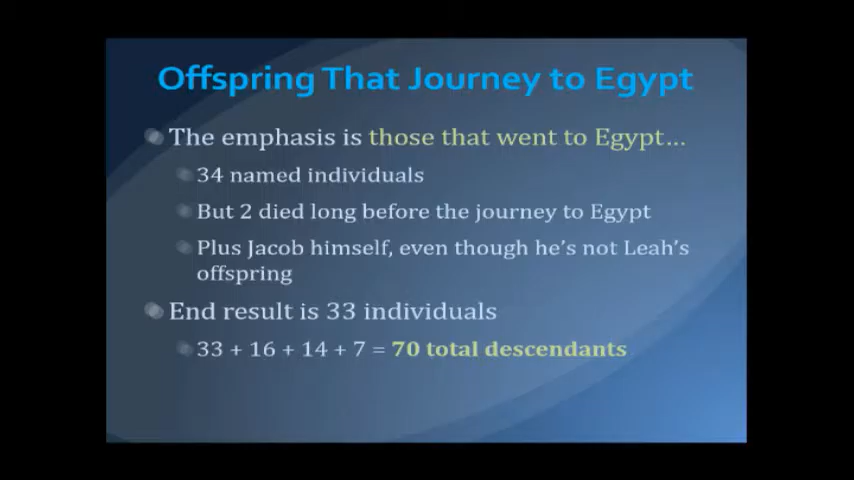 Offspring That Journey to Egypt
The emphasis is those that went to Egypt…
34 named individuals
But 2 died long before the journey to Egypt
Plus Jacob himself, even though he's not Leah's
offspring
End result is 33 individuals
33 + 16 + 14 + 7 = 70 total descendants